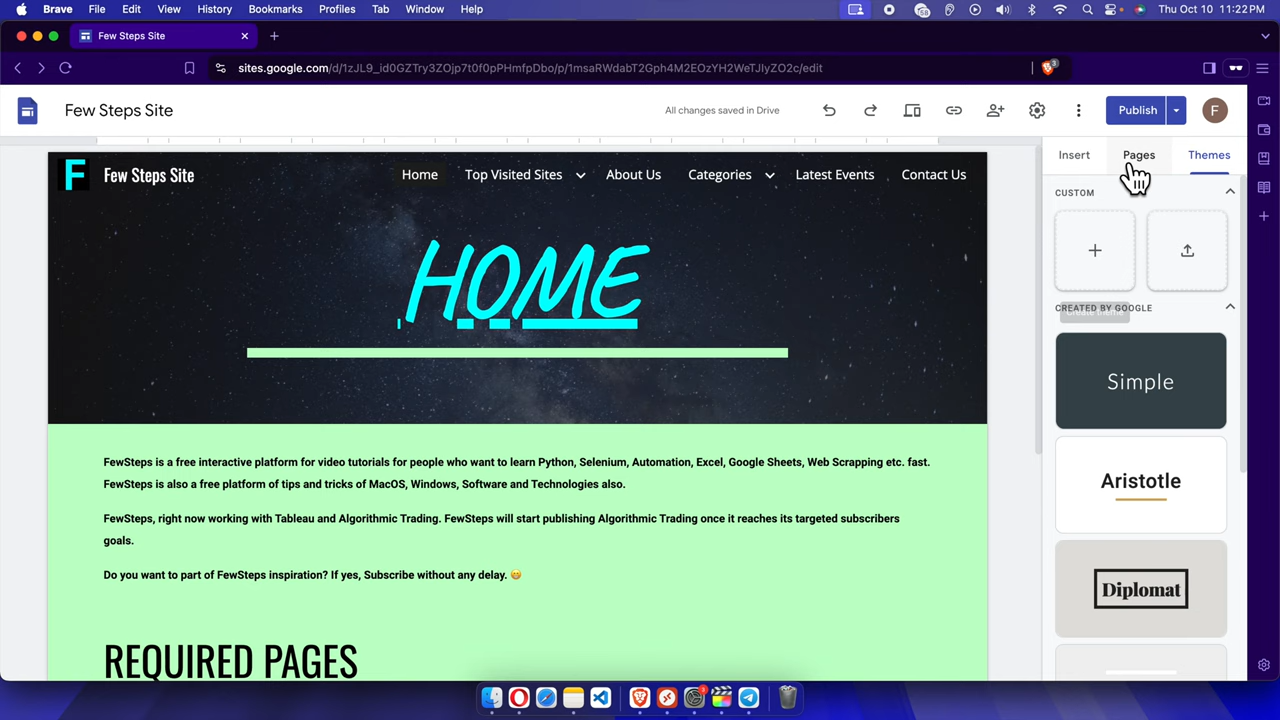 Brave File Edit View History Bookmarks Profiles Tab Window Help Thu Oct 10 11:22 PM
Few Steps Site
sites.google.com/d/1zJL9_id0GZTry3ZOjp7t0f0pPHmfpDbo/p/1msaRWdabT2Gph4M2EOzYH2WeTJIyZO2c/edit
3
Few Steps Site
All changes saved in Drive
Publish
F
Insert Pages Themes
F Few Steps Site
Home Top Visited Sites About Us Categories Latest Events Contact Us
HOME
FewSteps is a free interactive platform for video tutorials for people who want to learn Python, Selenium, Automation, Excel, Google Sheets, Web Scrapping etc. fast.
FewSteps is also a free platform of tips and tricks of MacOS, Windows, Software and Technologies also.
FewSteps, right now working with Tableau and Algorithmic Trading. FewSteps will start publishing Algorithmic Trading once it reaches its targeted subscribers
goals.
Do you want to part of FewSteps inspiration? If yes, Subscribe without any delay. 😁
REQUIRED PAGES
CUSTOM
CREATED BY GOOGLE
Simple
Aristotle
Diplomat
3